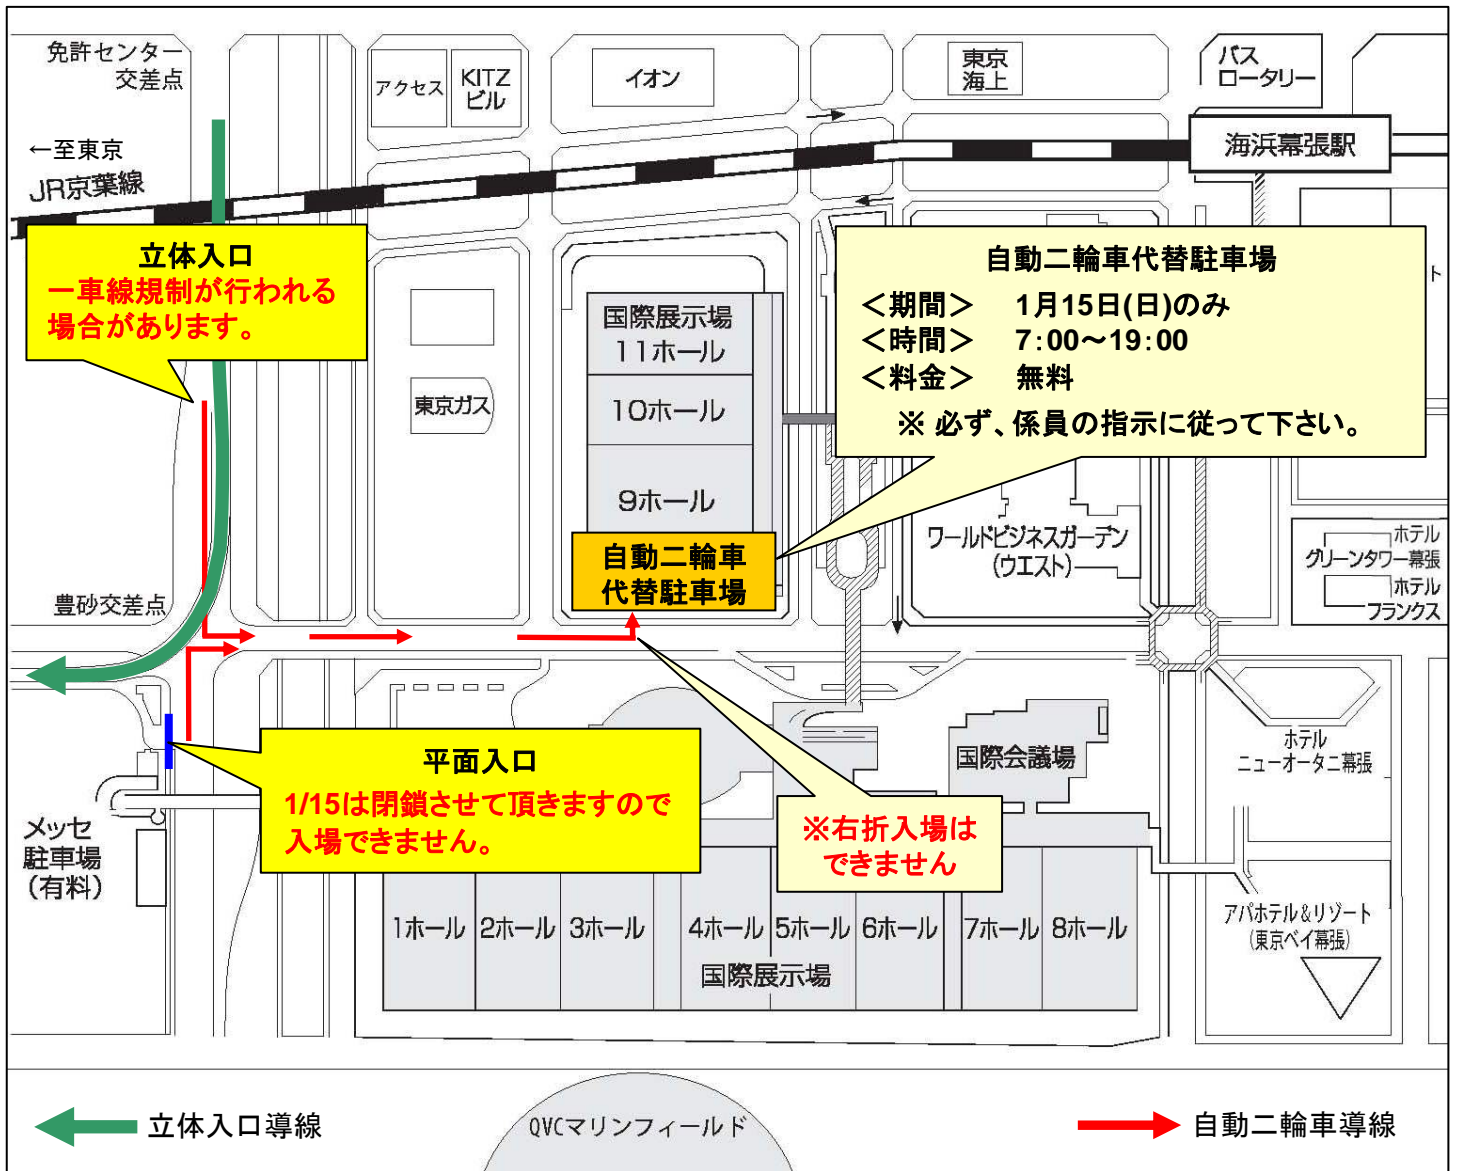 免許センター
交差点
アクセス
KITZ
ビル
イオン
東京
海上
バス
ロータリー
←至東京
JR京葉線
海浜幕張駅
立体入口
一車線規制が行われる
場合があります。
国際展示場
11ホール
10ホール
9ホール
東京ガス
自動二輪車代替駐車場
＜期間＞ 1月15日(日)のみ
＜時間＞ 7:00～19:00
＜料金＞ 無料
※ 必ず、係員の指示に従って下さい。
ト
自動二輪車
代替駐車場
ワールドビジネスガーデン
(ウエスト)
ホテル
グリーンタワー幕張
ホテル
フランクス
豊砂交差点
平面入口
1/15は閉鎖させて頂きますので
入場できません。
国際会議場
ホテル
ニューオータニ幕張
※右折入場は
できません
メッセ
駐車場
(有料)
1ホール
2ホール
3ホール
4ホール
5ホール
6ホール
7ホール
8ホール
国際展示場
アパホテル&リゾート
(東京ベイ幕張)
立体入口導線
QVCマリンフィールド
自動二輪車導線